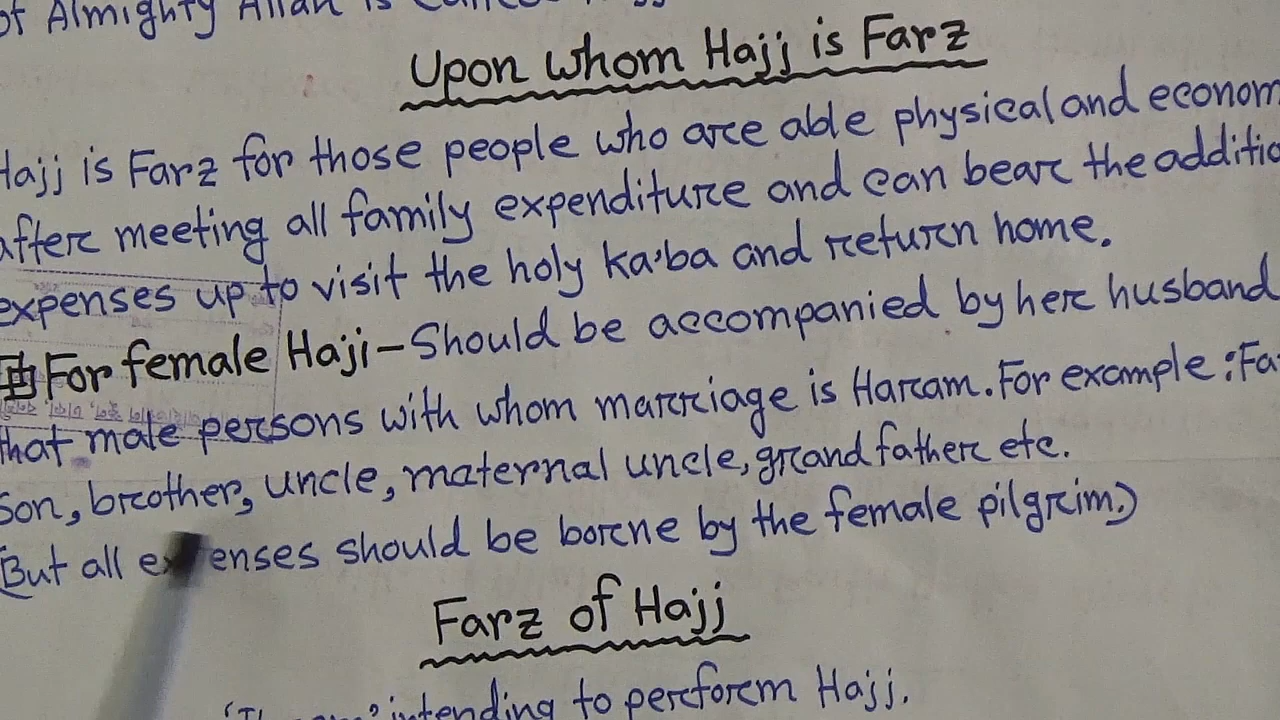 of Almighty Allah is
Upon whom Hajj is Farz
Hajj is Farz for those people who are able physical and econom
after meeting all family expenditure and can bear the additio
expenses up to visit the holy ka'ba and return home.
For female Haji-Should be accompanied by her husband
that male persons with whom marriage is Haram. For example: Fa
Son, brother, uncle, maternal uncle, grand father etc.
(But all expenses should be borne by the female pilgrim.)
Farz of Hajj
intending to perform Hajj.